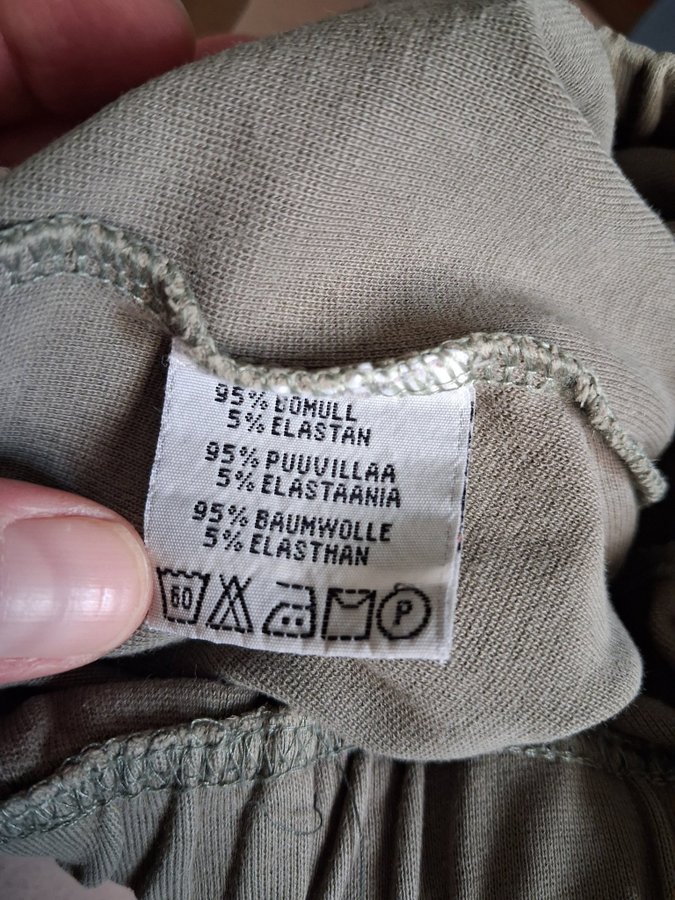 95% BOMULL
5% ELASTAN
95% PUUVILLAA
5% ELASTAANIA
95% BAUMWOLLE
5% ELASTHAN
60 P